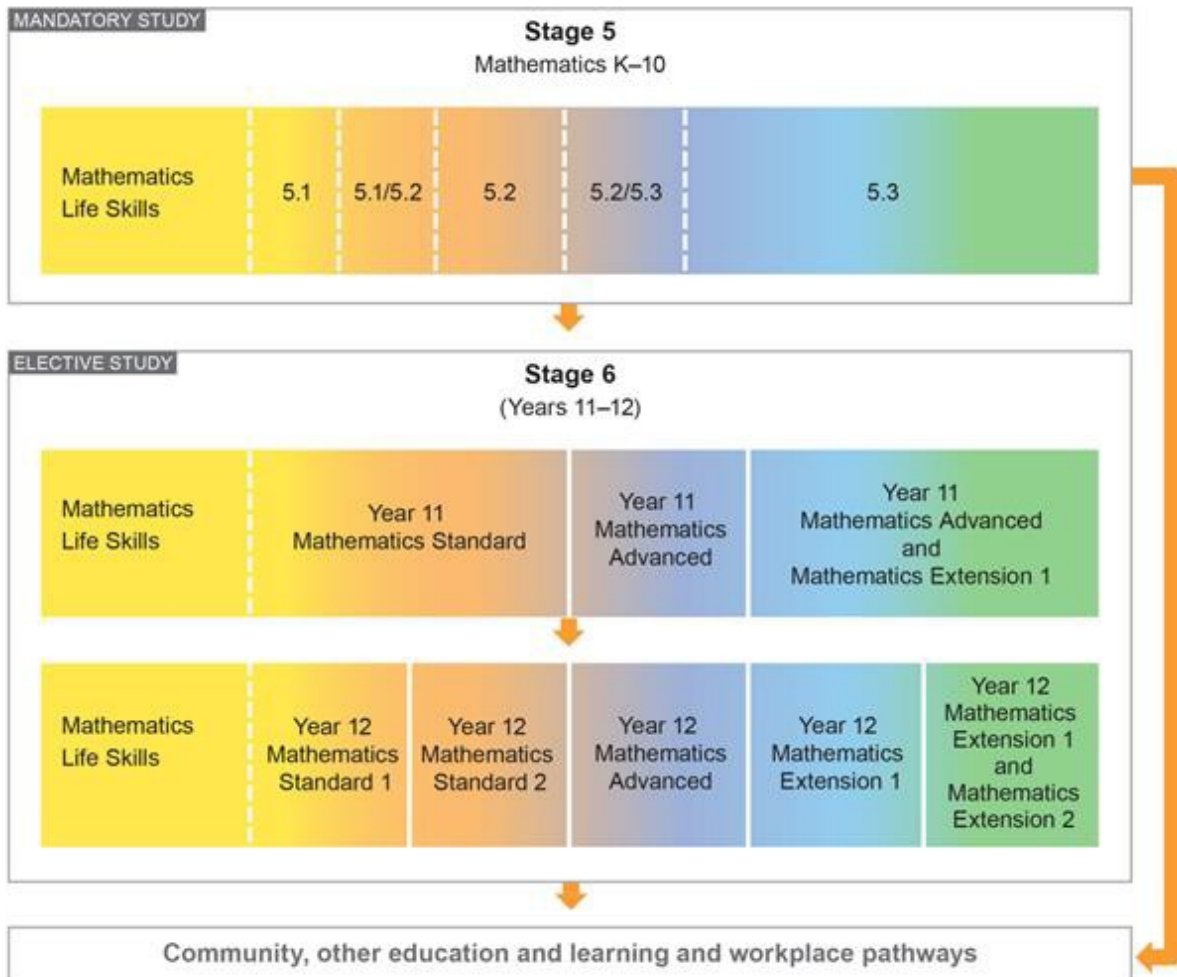 MANDATORY STUDY
Stage 5
Mathematics K–10
Mathematics
Life Skills
5.1
5.1/5.2
5.2
5.2/5.3
5.3
ELECTIVE STUDY
Stage 6
(Years 11–12)
Mathematics
Life Skills
Year 11
Mathematics Standard
Year 11
Mathematics
Advanced
Year 11
Mathematics Advanced
and
Mathematics Extension 1
Mathematics
Life Skills
Year 12
Mathematics
Standard 1
Year 12
Mathematics
Standard 2
Year 12
Mathematics
Advanced
Year 12
Mathematics
Extension 1
Year 12
Mathematics
Extension 1
and
Mathematics
Extension 2
Community, other education and learning and workplace pathways